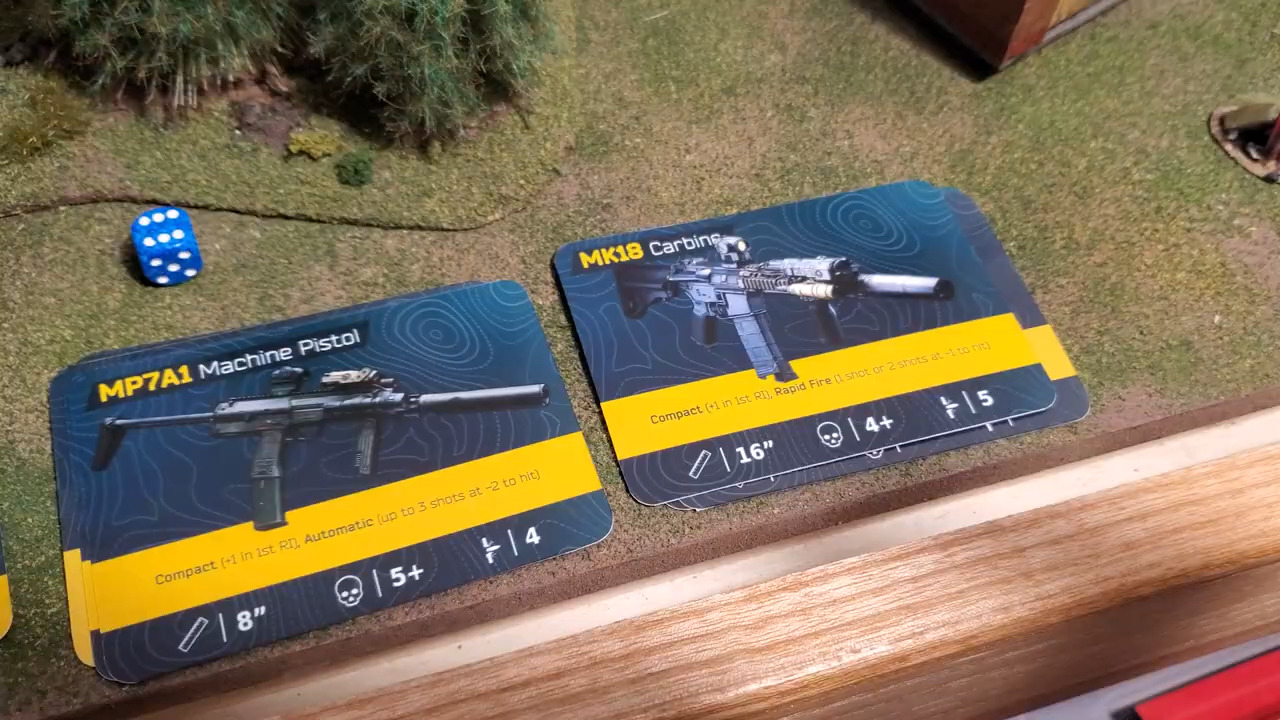 MP7A1 Machine Pistol
Compact (+1 in 1st RI), Automatic (up to 3 shots at -2 to hit)
| 8” | 5+ | 4
MK18 Carbine
Compact (+1 in 1st RI), Rapid Fire (1 shot or 2 shots at -1 to hit)
| 16” | 4+ | 5